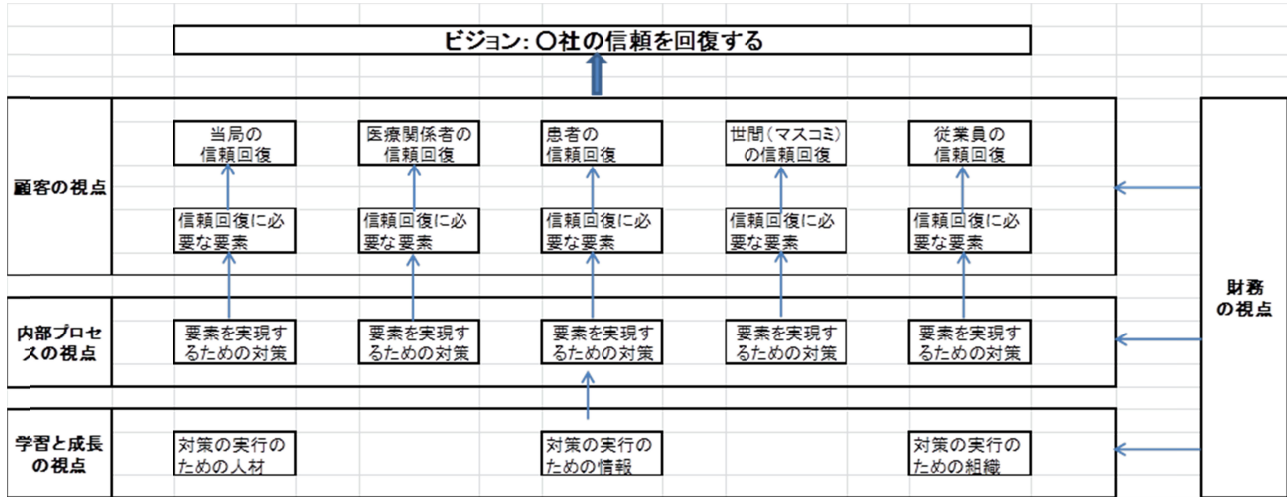 ビジョン：〇社の信頼を回復する
顧客の視点
当局の
信頼回復
医療関係者の
信頼回復
患者の
信頼回復
世間（マスコミ）
の信頼回復
従業員の
信頼回復
信頼回復に必
要な要素
信頼回復に必
要な要素
信頼回復に必
要な要素
信頼回復に必
要な要素
信頼回復に必
要な要素
内部プロセ
スの視点
要素を実現す
るための対策
要素を実現す
るための対策
要素を実現す
るための対策
要素を実現す
るための対策
要素を実現す
るための対策
学習と成長
の視点
対策の実行の
ための人材
対策の実行の
ための情報
対策の実行の
ための組織
財務
の視点